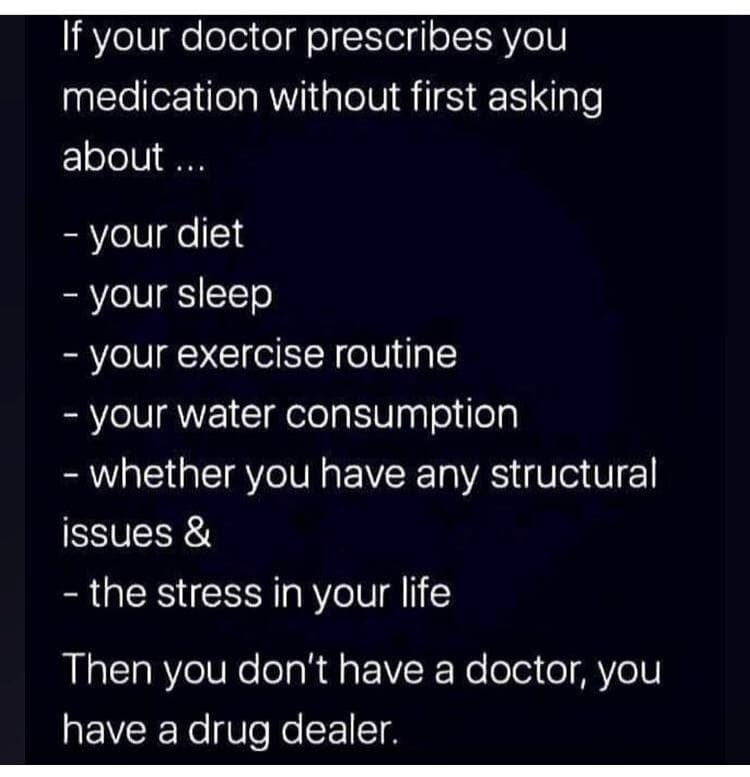 If your doctor prescribes you
medication without first asking
about ...
- your diet
- your sleep
- your exercise routine
- your water consumption
- whether you have any structural
issues &
- the stress in your life
Then you don't have a doctor, you
have a drug dealer.